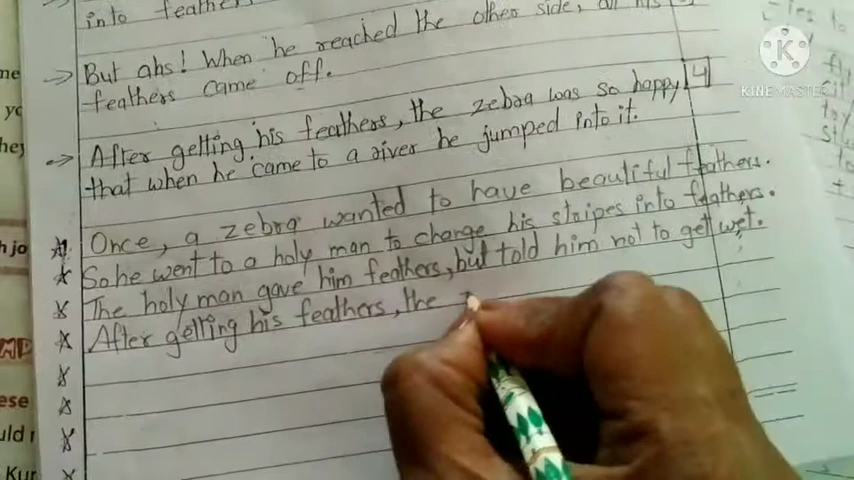 into feathers
But ahs! When he reached the other side, all his
feathers came off.
After getting his feathers, the zebra was so happy 4
that when he came to a river he jumped into it.
Once, a zebra wanted to have beautiful feathers.
So he went to a holy man to change his stripes into feathers.
The holy man gave him feathers, but told him not to get wet.
After getting his feathers, the
K
KINEMASTER